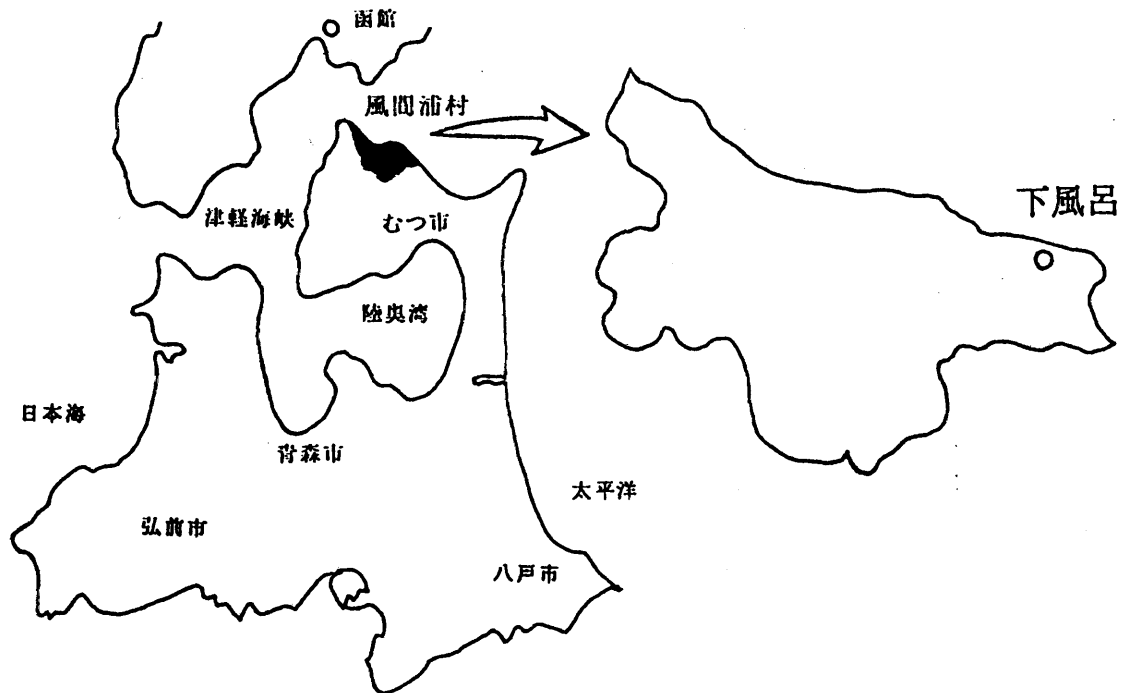 函館
風間浦村
下風呂
津軽海峡
むつ市
陸奥湾
日本海
青森市
太平洋
弘前市
八戸市